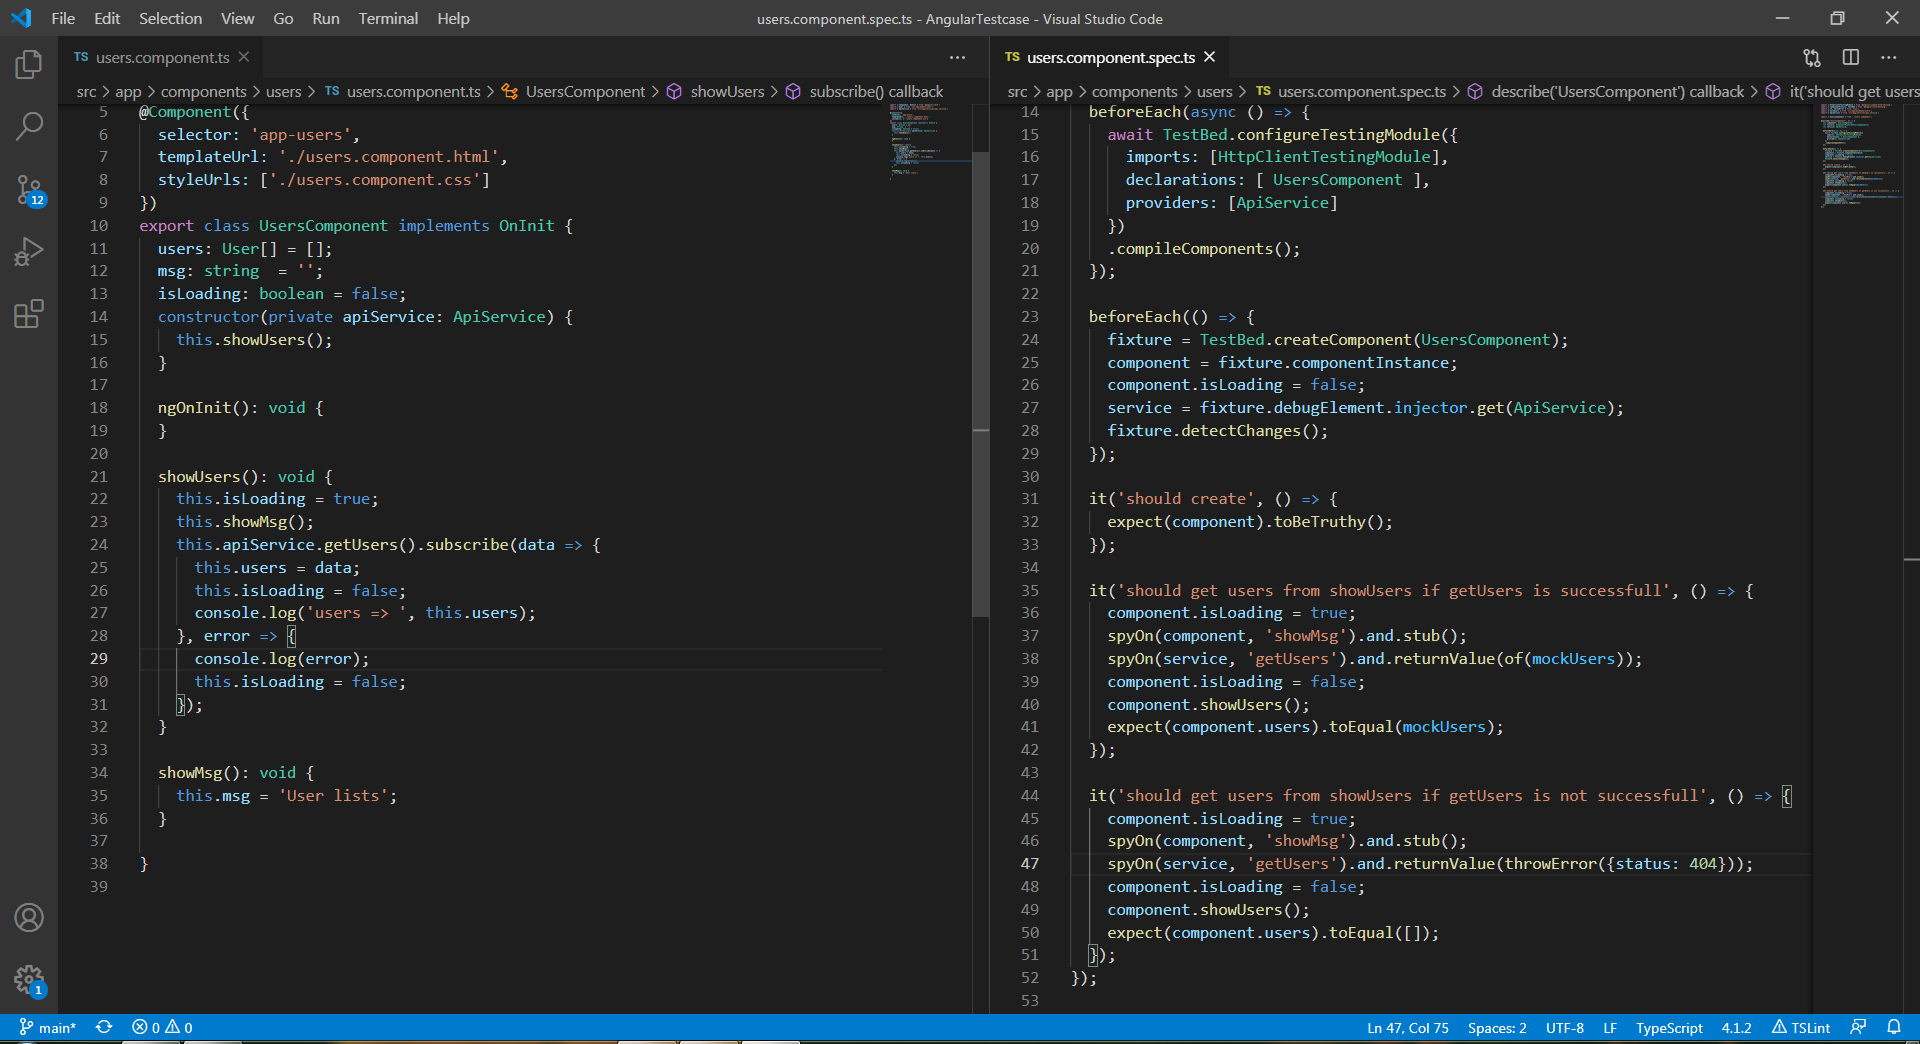 File Edit Selection View Go Run Terminal Help
users.component.spec.ts - AngularTestcase - Visual Studio Code
TS users.component.ts
src > app > components > users > TS users.component.ts > UsersComponent > showUsers > subscribe() callback
5 @Component({
6 selector: 'app-users',
7 templateUrl: './users.component.html',
8 styleUrls: ['./users.component.css']
9 })
10 export class UsersComponent implements OnInit {
11 users: User[] = [];
12 msg: string  = '';
13 isLoading: boolean = false;
14 constructor(private apiService: ApiService) {
15 this.showUsers();
16 }
17
18 ngOnInit(): void {
19 }
20
21 showUsers(): void {
22 this.isLoading = true;
23 this.showMsg();
24 this.apiService.getUsers().subscribe(data => {
25 this.users = data;
26 this.isLoading = false;
27 console.log('users => ', this.users);
28 }, error => {
29 console.log(error);
30 this.isLoading = false;
31 });
32 }
33
34 showMsg(): void {
35 this.msg = 'User lists';
36 }
37
38 }
39
TS users.component.spec.ts
src > app > components > users > TS users.component.spec.ts > describe('UsersComponent') callback > it('should get users
14 beforeEach(async () => {
15 await TestBed.configureTestingModule({
16 imports: [HttpClientTestingModule],
17 declarations: [ UsersComponent ],
18 providers: [ApiService]
19 })
20 .compileComponents();
21 });
22
23 beforeEach(() => {
24 fixture = TestBed.createComponent(UsersComponent);
25 component = fixture.componentInstance;
26 component.isLoading = false;
27 service = fixture.debugElement.injector.get(ApiService);
28 fixture.detectChanges();
29 });
30
31 it('should create', () => {
32 expect(component).toBeTruthy();
33 });
34
35 it('should get users from showUsers if getUsers is successfull', () => {
36 component.isLoading = true;
37 spyOn(component, 'showMsg').and.stub();
38 spyOn(service, 'getUsers').and.returnValue(of(mockUsers));
39 component.isLoading = false;
40 component.showUsers();
41 expect(component.users).toEqual(mockUsers);
42 });
43
44 it('should get users from showUsers if getUsers is not successfull', () => {
45 component.isLoading = true;
46 spyOn(component, 'showMsg').and.stub();
47 spyOn(service, 'getUsers').and.returnValue(throwError({status: 404}));
48 component.isLoading = false;
49 component.showUsers();
50 expect(component.users).toEqual([]);
51 });
52 });
53
12
1
main* 0 0
Ln 47, Col 75 Spaces: 2 UTF-8 LF TypeScript 4.1.2 TSLint